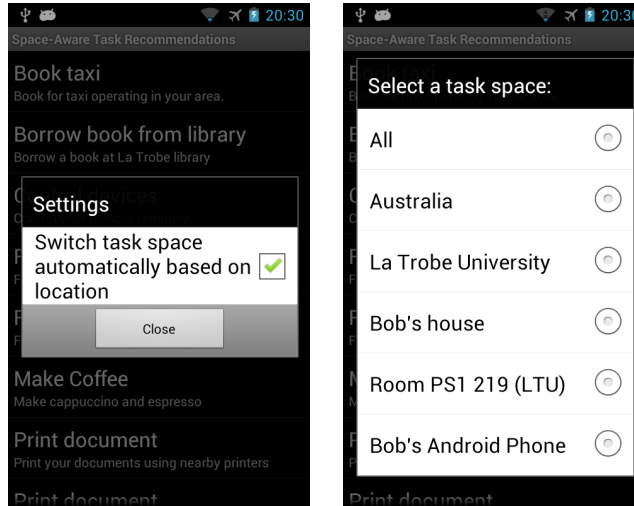 20:30
Space-Aware Task Recommendations
Book taxi
Book for taxi operating in your area.
Borrow book from library
Borrow a book at La Trobe library
Control devices
Settings
Switch task space
automatically based on
location
Close
Make Coffee
Make cappuccino and espresso
Print document
Print your documents using nearby printers
Print document
20:30
Space-Aware Task Recommendations
Select a task space:
All
Australia
La Trobe University
Bob's house
Room PS1 219 (LTU)
Bob's Android Phone
Print document